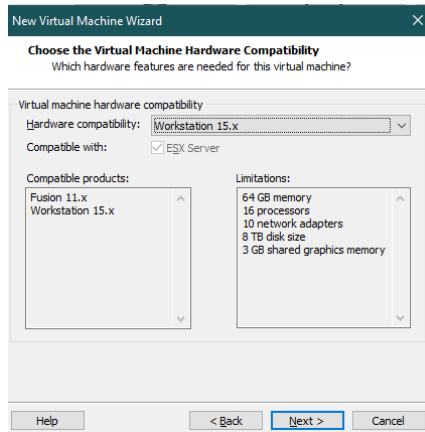 New Virtual Machine Wizard
Choose the Virtual Machine Hardware Compatibility
Which hardware features are needed for this virtual machine?
Virtual machine hardware compatibility
Hardware compatibility: Workstation 15.x
Compatible with: ESX Server
Compatible products:
Fusion 11.x
Workstation 15.x
Limitations:
64 GB memory
16 processors
10 network adapters
8 TB disk size
3 GB shared graphics memory
Help < Back Next > Cancel